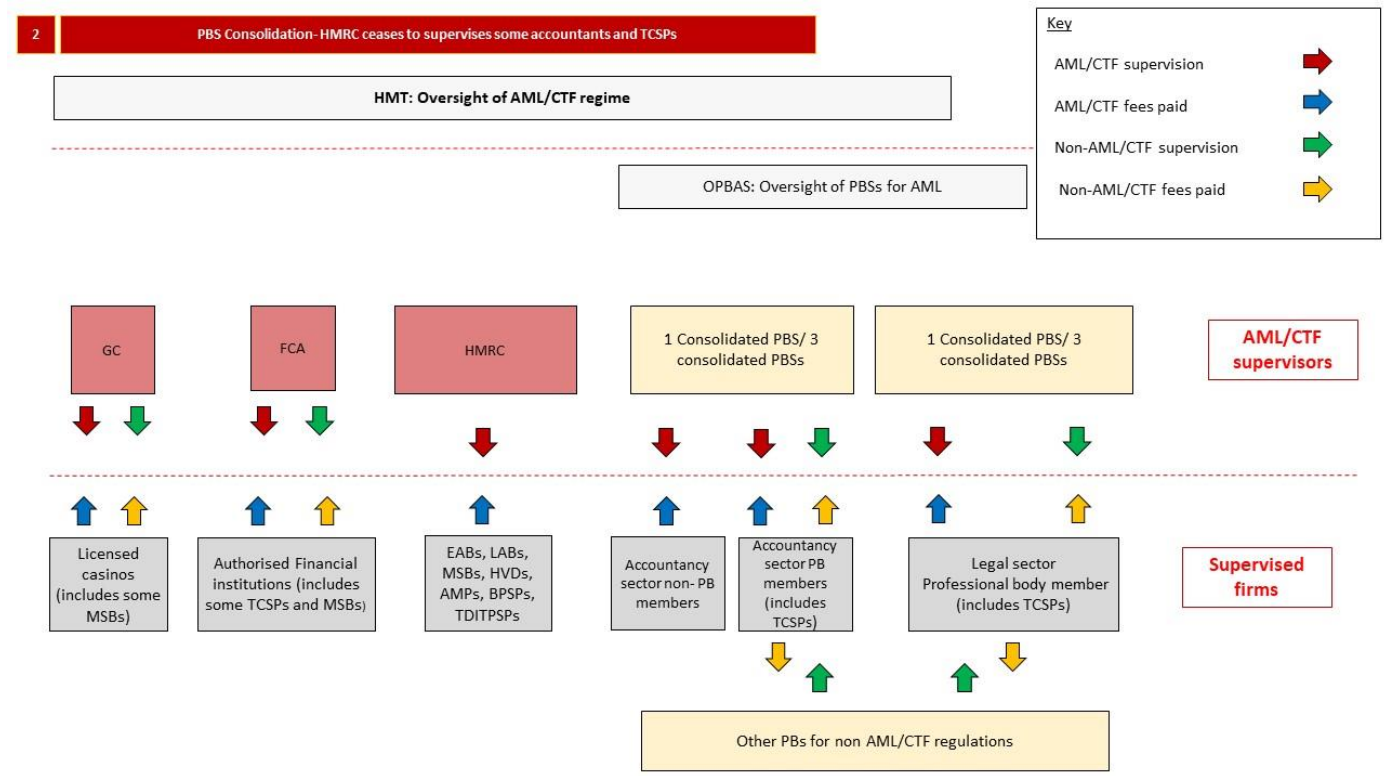 2
PBS Consolidation- HMRC ceases to supervises some accountants and TCSPs
Key
AML/CTF supervision
AML/CTF fees paid
Non-AML/CTF supervision
Non-AML/CTF fees paid
HMT: Oversight of AML/CTF regime
OPBAS: Oversight of PBSs for AML
GC
FCA
HMRC
1 Consolidated PBS/ 3
consolidated PBSs
1 Consolidated PBS/ 3
consolidated PBSs
AML/CTF
supervisors
Licensed
casinos
(includes some
MSBs)
Authorised Financial
institutions (includes
some TCSPs and MSBs)
EABs, LABs,
MSBs, HVDs,
AMPs, BPSPs,
TDITPSPs
Accountancy
sector non- PB
members
Accountancy
sector PB
members
(includes
TCSPs)
Legal sector
Professional body member
(includes TCSPs)
Supervised
firms
Other PBs for non AML/CTF regulations